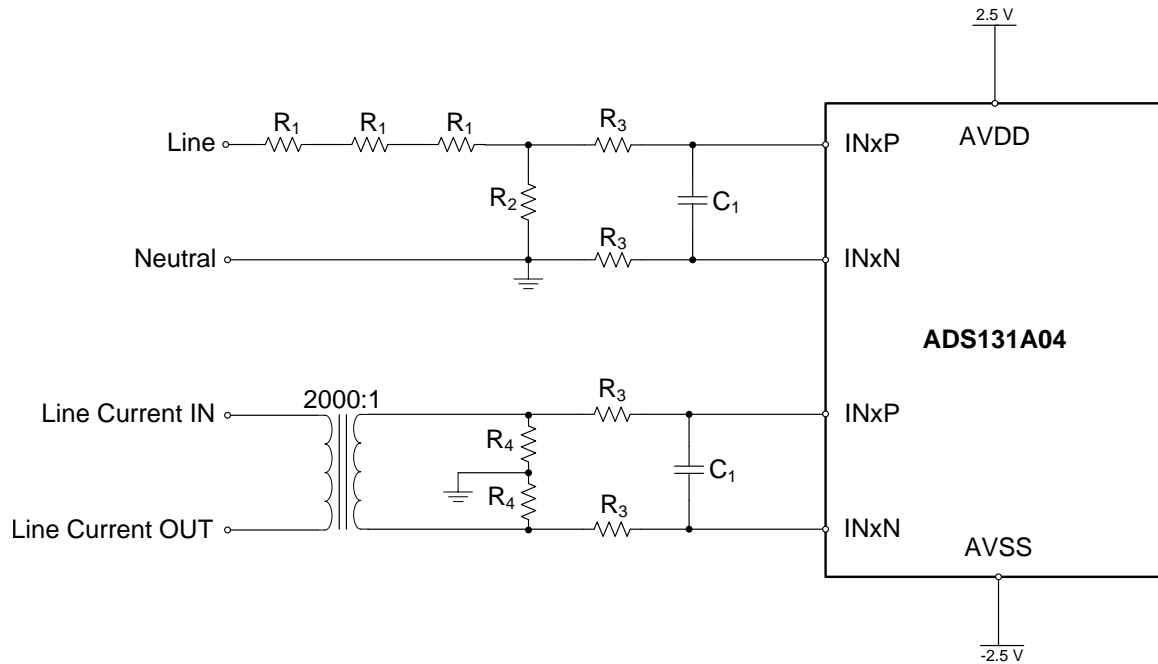 2.5 V
R1 R1 R1 R3
Line INxP AVDD
R2 C1
R3
Neutral INxN
ADS131A04
2000:1 R3
Line Current IN INxP
R4
C1
R4
R3
Line Current OUT INxN
AVSS
-2.5 V